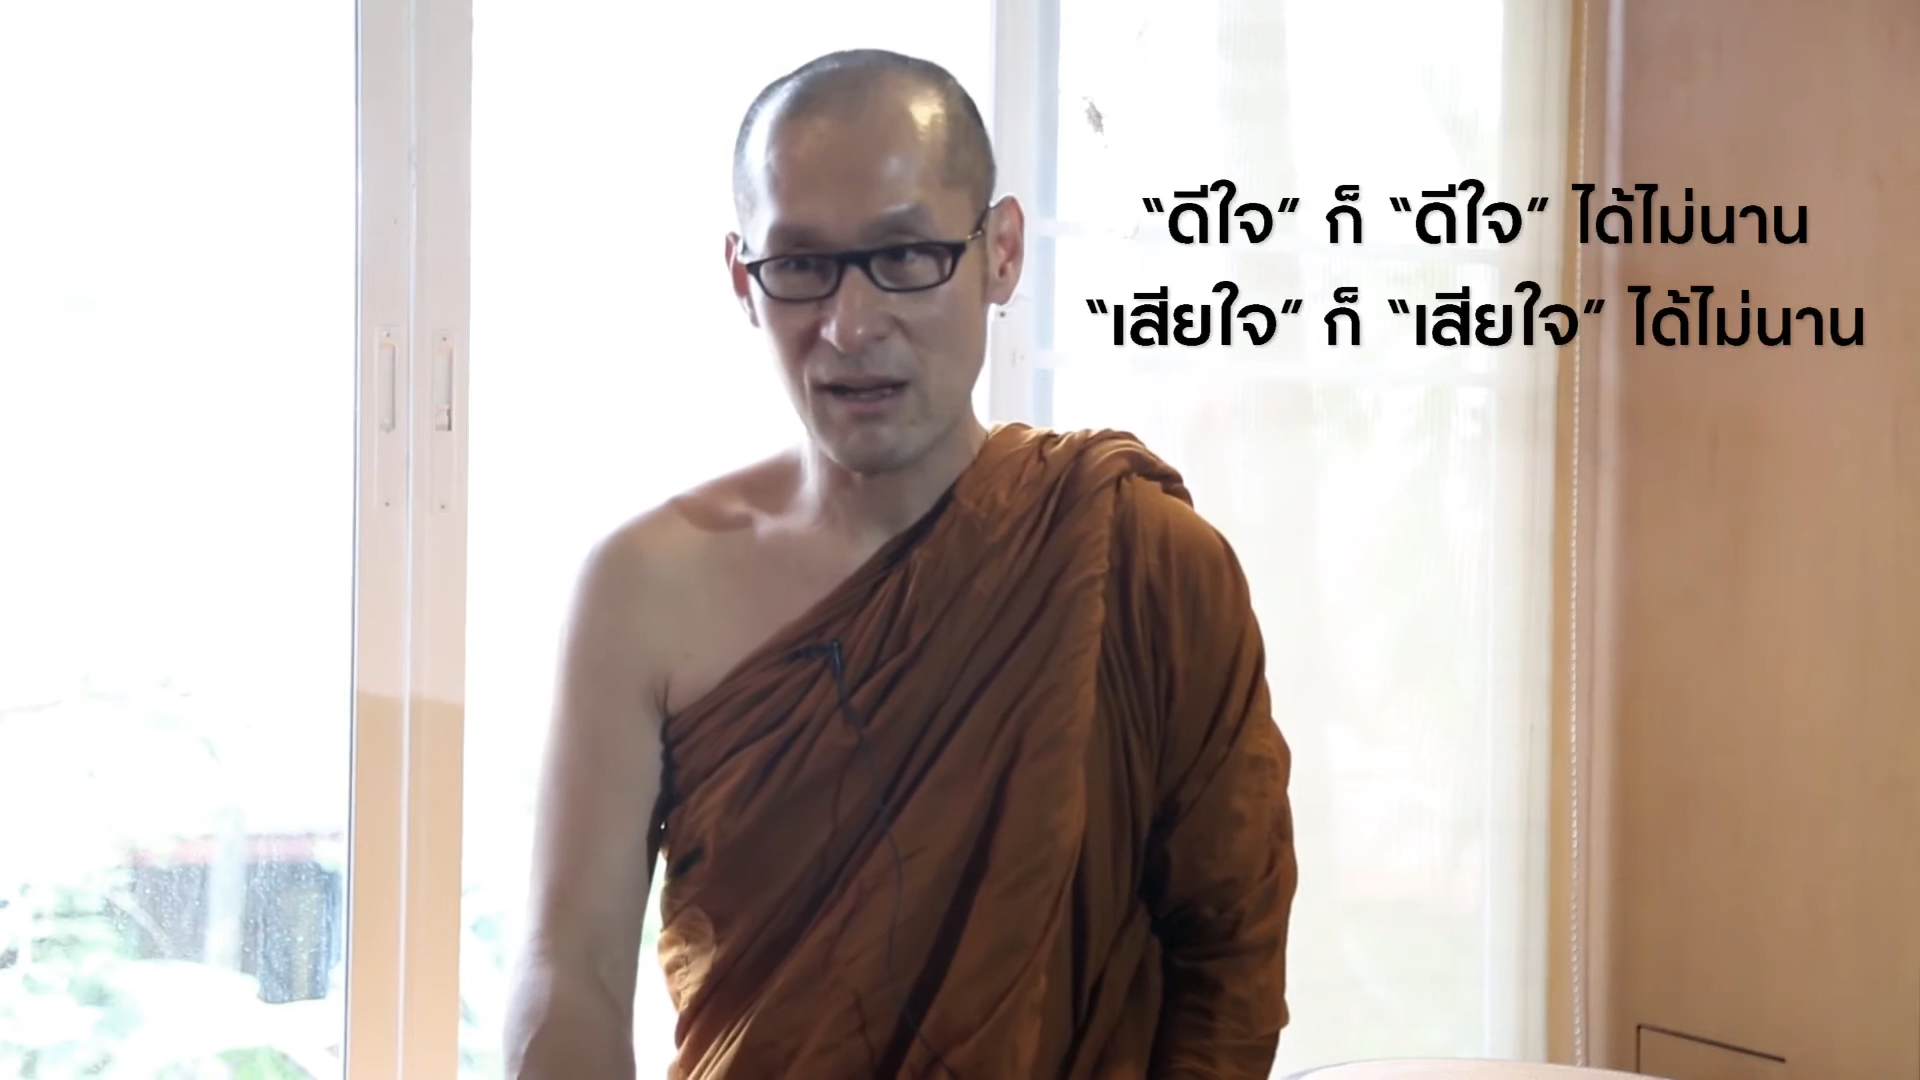 “ดีใจ” ก็ “ดีใจ” ได้ไม่นาน
“เสียใจ” ก็ “เสียใจ” ได้ไม่นาน